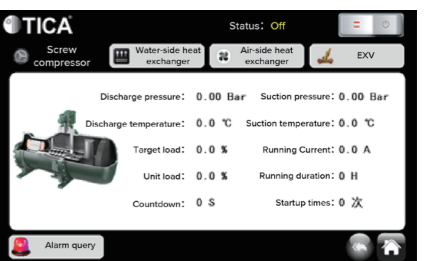 TICA
Status: Off
Screw compressor
Water-side heat exchanger
Air-side heat exchanger
EXV
Discharge pressure: 0.00 Bar
Suction pressure: 0.00 Bar
Discharge temperature: 0.0 ℃
Suction temperature: 0.0 ℃
Target load: 0.0 %
Running Current: 0.0 A
Unit load: 0.0 %
Running duration: 0 H
Countdown: 0 S
Startup times: 0 次
Alarm query